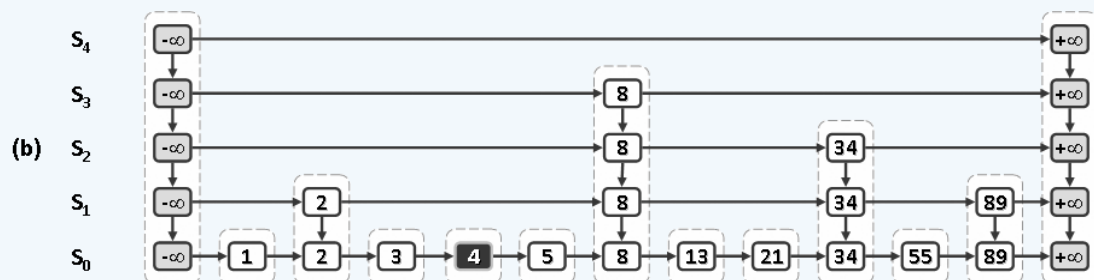 S4 -∞ +∞
S3 -∞ 8 +∞
(b) S2 -∞ 8 34 +∞
S1 -∞ 2 8 34 89 +∞
S0 -∞ 1 2 3 4 5 8 13 21 34 55 89 +∞